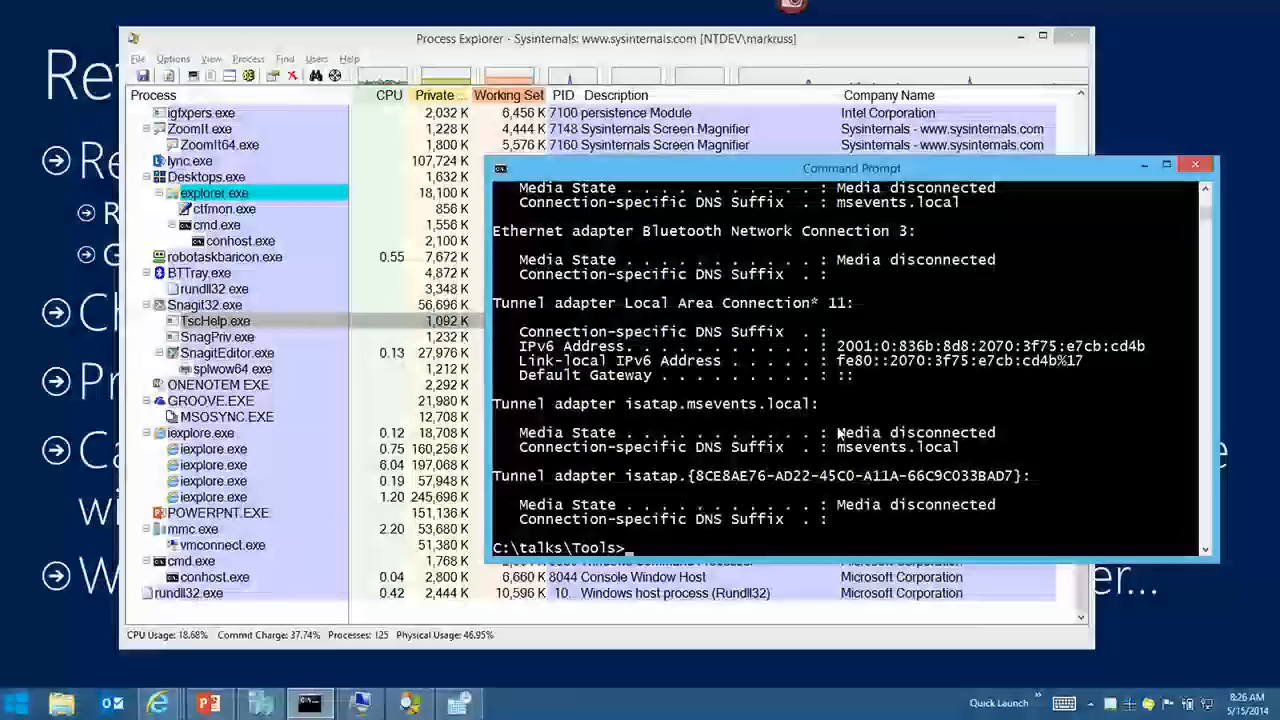 Process Explorer - Sysinternals: www.sysinternals.com [NTDEV\markruss]
File Options View Process Find Users Help
Process CPU Private ... Working Set PID Description Company Name
igfxpers.exe 2,032 K 6,456 K 7100 persistence Module Intel Corporation
ZoomIt.exe 1,228 K 4,444 K 7148 Sysinternals Screen Magnifier Sysinternals - www.sysinternals.com
ZoomIt64.exe 1,800 K 5,576 K 7160 Sysinternals Screen Magnifier Sysinternals - www.sysinternals.com
lync.exe 107,724 K
Desktops.exe 1,632 K
explorer.exe 18,100 K
ctfmon.exe 856 K
cmd.exe 1,556 K
conhost.exe 2,100 K
robotaskbaricon.exe 0.55 7,672 K
BTTray.exe 4,872 K
rundll32.exe 3,348 K
Snagit32.exe 56,696 K
TscHelp.exe 1,092 K
SnagPriv.exe 1,232 K
SnagitEditor.exe 0.13 27,976 K
splwow64.exe 1,212 K
ONENOTEM.EXE 2,292 K
GROOVE.EXE 21,980 K
MSOSYNC.EXE 12,708 K
iexplore.exe 0.12 18,708 K
iexplore.exe 0.75 160,256 K
iexplore.exe 6.04 197,068 K
iexplore.exe 0.19 57,948 K
iexplore.exe 1.20 245,696 K
POWERPNT.EXE 151,136 K
mmc.exe 2.20 53,680 K
vmconnect.exe 51,380 K
cmd.exe 1,768 K
conhost.exe 0.04 2,800 K 6,660 K 8044 Console Window Host Microsoft Corporation
rundll32.exe 0.42 2,444 K 10,596 K 10... Windows host process (Rundll32) Microsoft Corporation
CPU Usage: 18.68% Commit Charge: 37.74% Processes: 125 Physical Usage: 46.95%
Command Prompt
Media State . . . . . . . . . . . : Media disconnected
Connection-specific DNS Suffix . : msevents.local
Ethernet adapter Bluetooth Network Connection 3:
Media State . . . . . . . . . . . : Media disconnected
Connection-specific DNS Suffix . :
Tunnel adapter Local Area Connection* 11:
Connection-specific DNS Suffix . :
IPv6 Address. . . . . . . . . . . : 2001:0:836b:8d8:2070:3f75:e7cb:cd4b
Link-local IPv6 Address . . . . . : fe80::2070:3f75:e7cb:cd4b%17
Default Gateway . . . . . . . . . : ::
Tunnel adapter isatap.msevents.local:
Media State . . . . . . . . . . . : Media disconnected
Connection-specific DNS Suffix . : msevents.local
Tunnel adapter isatap.{8CE8AE76-AD22-45C0-A11A-66C9C033BAD7}:
Media State . . . . . . . . . . . : Media disconnected
Connection-specific DNS Suffix . :
C:\talks\Tools>
Quick Launch
8:26 AM
5/15/2014